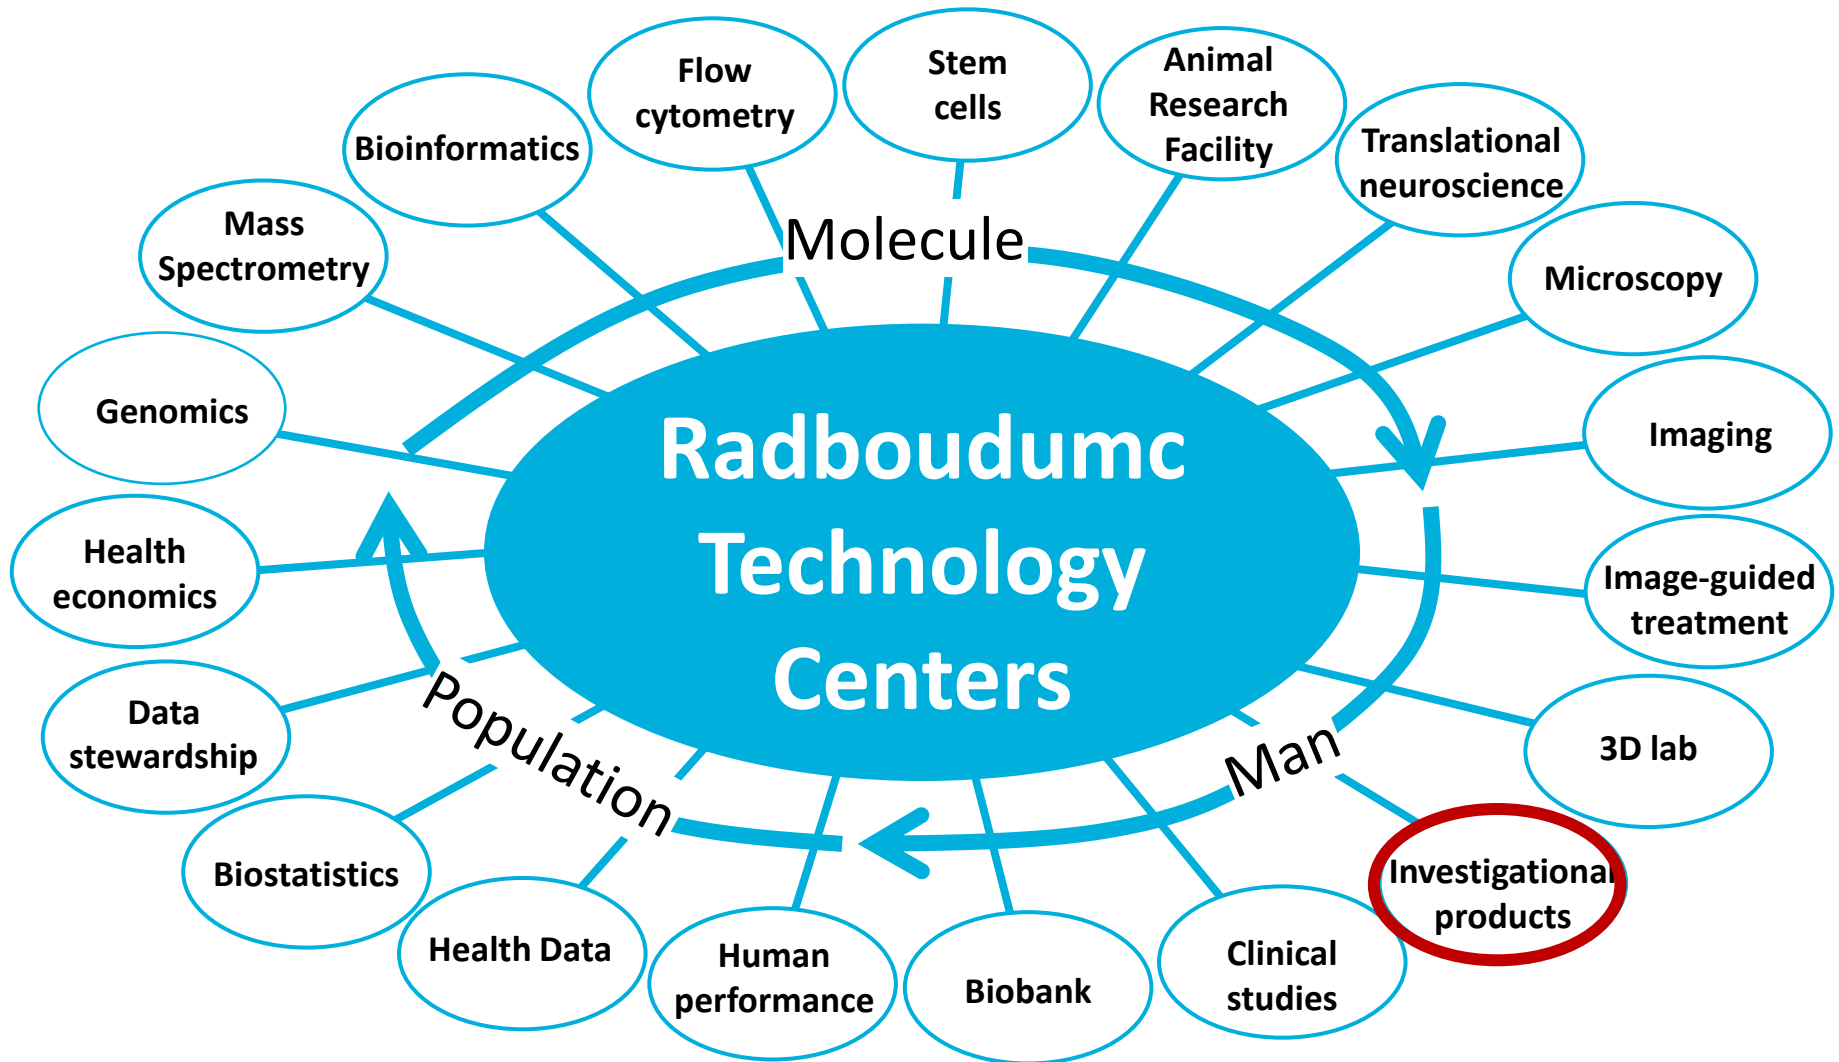 Flow
cytometry
Stem
cells
Animal
Research
Facility
Translational
neuroscience
Bioinformatics
Mass
Spectrometry
Molecule
Microscopy
Genomics
Imaging
Radboudumc
Technology
Centers
Health
economics
Image-guided
treatment
Data
stewardship
Population
Man
3D lab
Biostatistics
Investigational
products
Health Data
Human
performance
Biobank
Clinical
studies